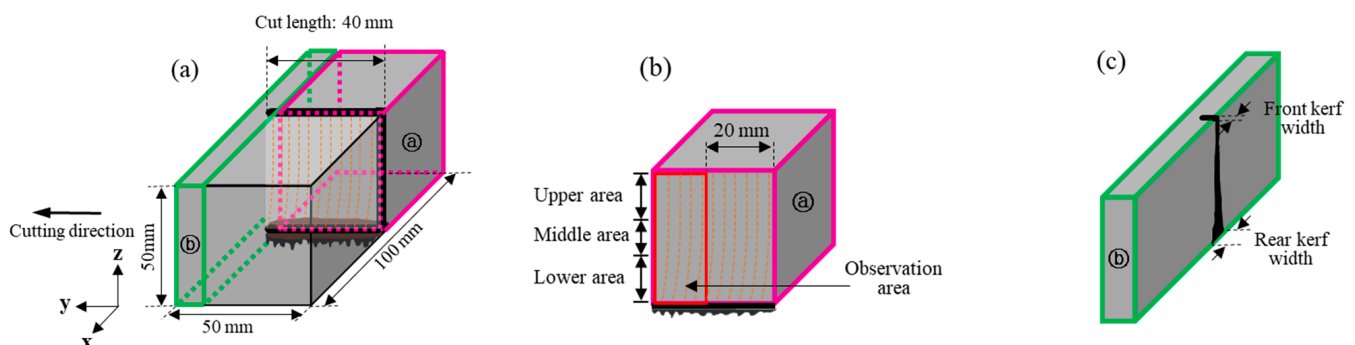 Cut length: 40 mm
(a)
ⓐ
ⓑ
Cutting direction
50mm
100 mm
50 mm
z
y
x
(b)
20 mm
ⓐ
Upper area
Middle area
Lower area
Observation
area
(c)
Front kerf
width
Rear kerf
width
ⓑ